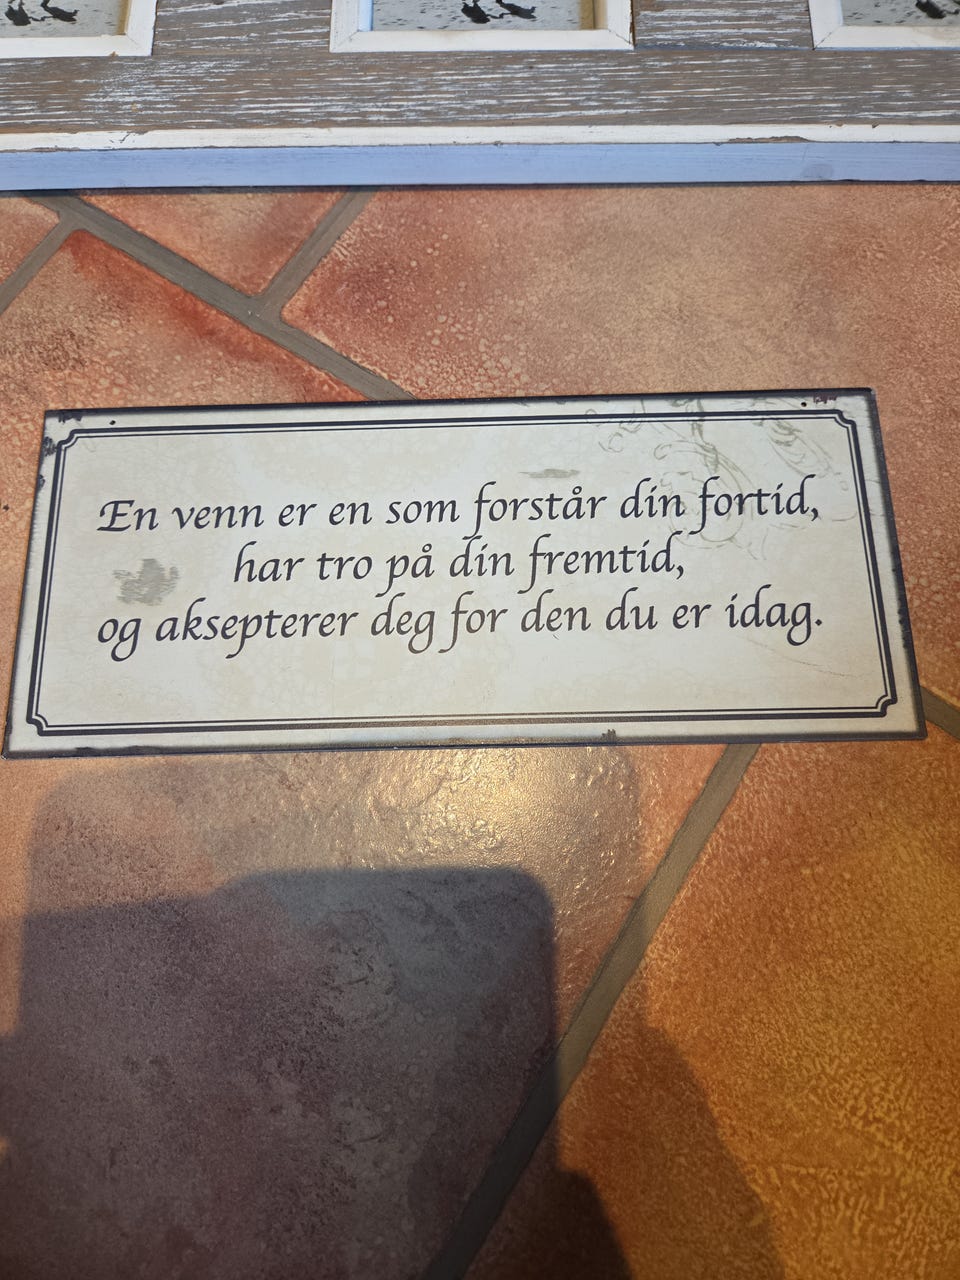 En venn er en som forstår din fortid,
har tro på din fremtid,
og aksepterer deg for den du er idag.